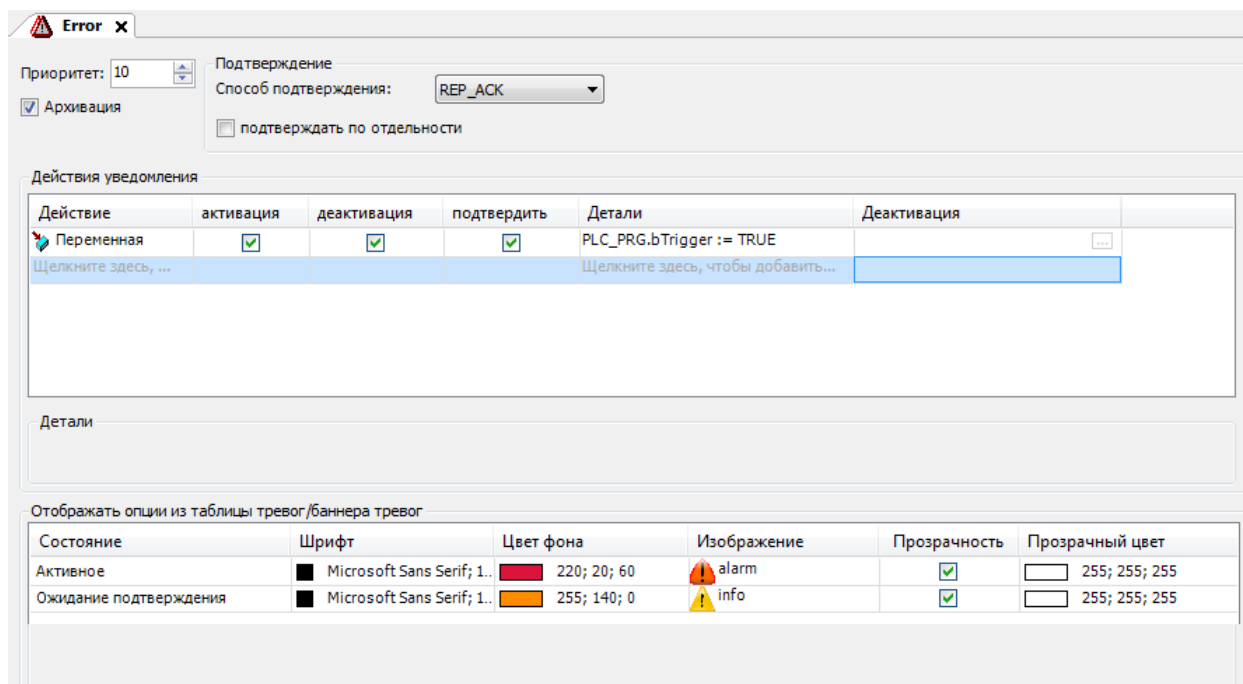 Error
Подтверждение
Приоритет: 10
Способ подтверждения: REP_ACK
Архивация
подтверждать по отдельности
Действия уведомления
Действие активация деактивация подтвердить Детали Деактивация
Переменная PLC_PRG.bTrigger := TRUE ...
Щелкните здесь, ... Щелкните здесь, чтобы добавить...
Детали
Отображать опции из таблицы тревог/баннера тревог
Состояние Шрифт Цвет фона Изображение Прозрачность Прозрачный цвет
Активное Microsoft Sans Serif; 1.. 220; 20; 60 alarm 255; 255; 255
Ожидание подтверждения Microsoft Sans Serif; 1.. 255; 140; 0 info 255; 255; 255